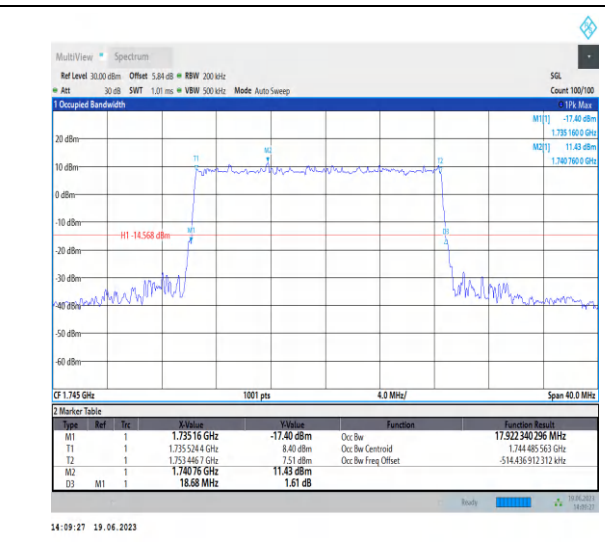 MultiView Spectrum
Ref Level 30.00 dBm Offset 5.84 dB RBW 200 kHz SGL
Att 30 dB SWT 1.01 ms VBW 500 kHz Mode Auto Sweep Count 100/100
1 Occupied Bandwidth 1Pk Max
M1[1] -17.40 dBm
1.735 160 0 GHz
20 dBm
M2[1] 11.43 dBm
M2
1.740 760 0 GHz
T1 T2
10 dBm
0 dBm
-10 dBm
M1 D3
H1 -14.568 dBm
-20 dBm
-30 dBm
-40 dBm
-50 dBm
-60 dBm
CF 1.745 GHz 1001 pts 4.0 MHz/ Span 40.0 MHz
2 Marker Table
Type Ref Trc X-Value Y-Value Function Function Result
M1 1 1.735 16 GHz -17.40 dBm Occ Bw 17.922 340 296 MHz
T1 1 1.735 524 4 GHz 8.40 dBm Occ Bw Centroid 1.744 485 563 GHz
T2 1 1.753 446 7 GHz 7.51 dBm Occ Bw Freq Offset -514.436 912 312 kHz
M2 1 1.740 76 GHz 11.43 dBm
D3 M1 1 18.68 MHz 1.61 dB
Ready 19.06.2023
14:09:27
14:09:27 19.06.2023